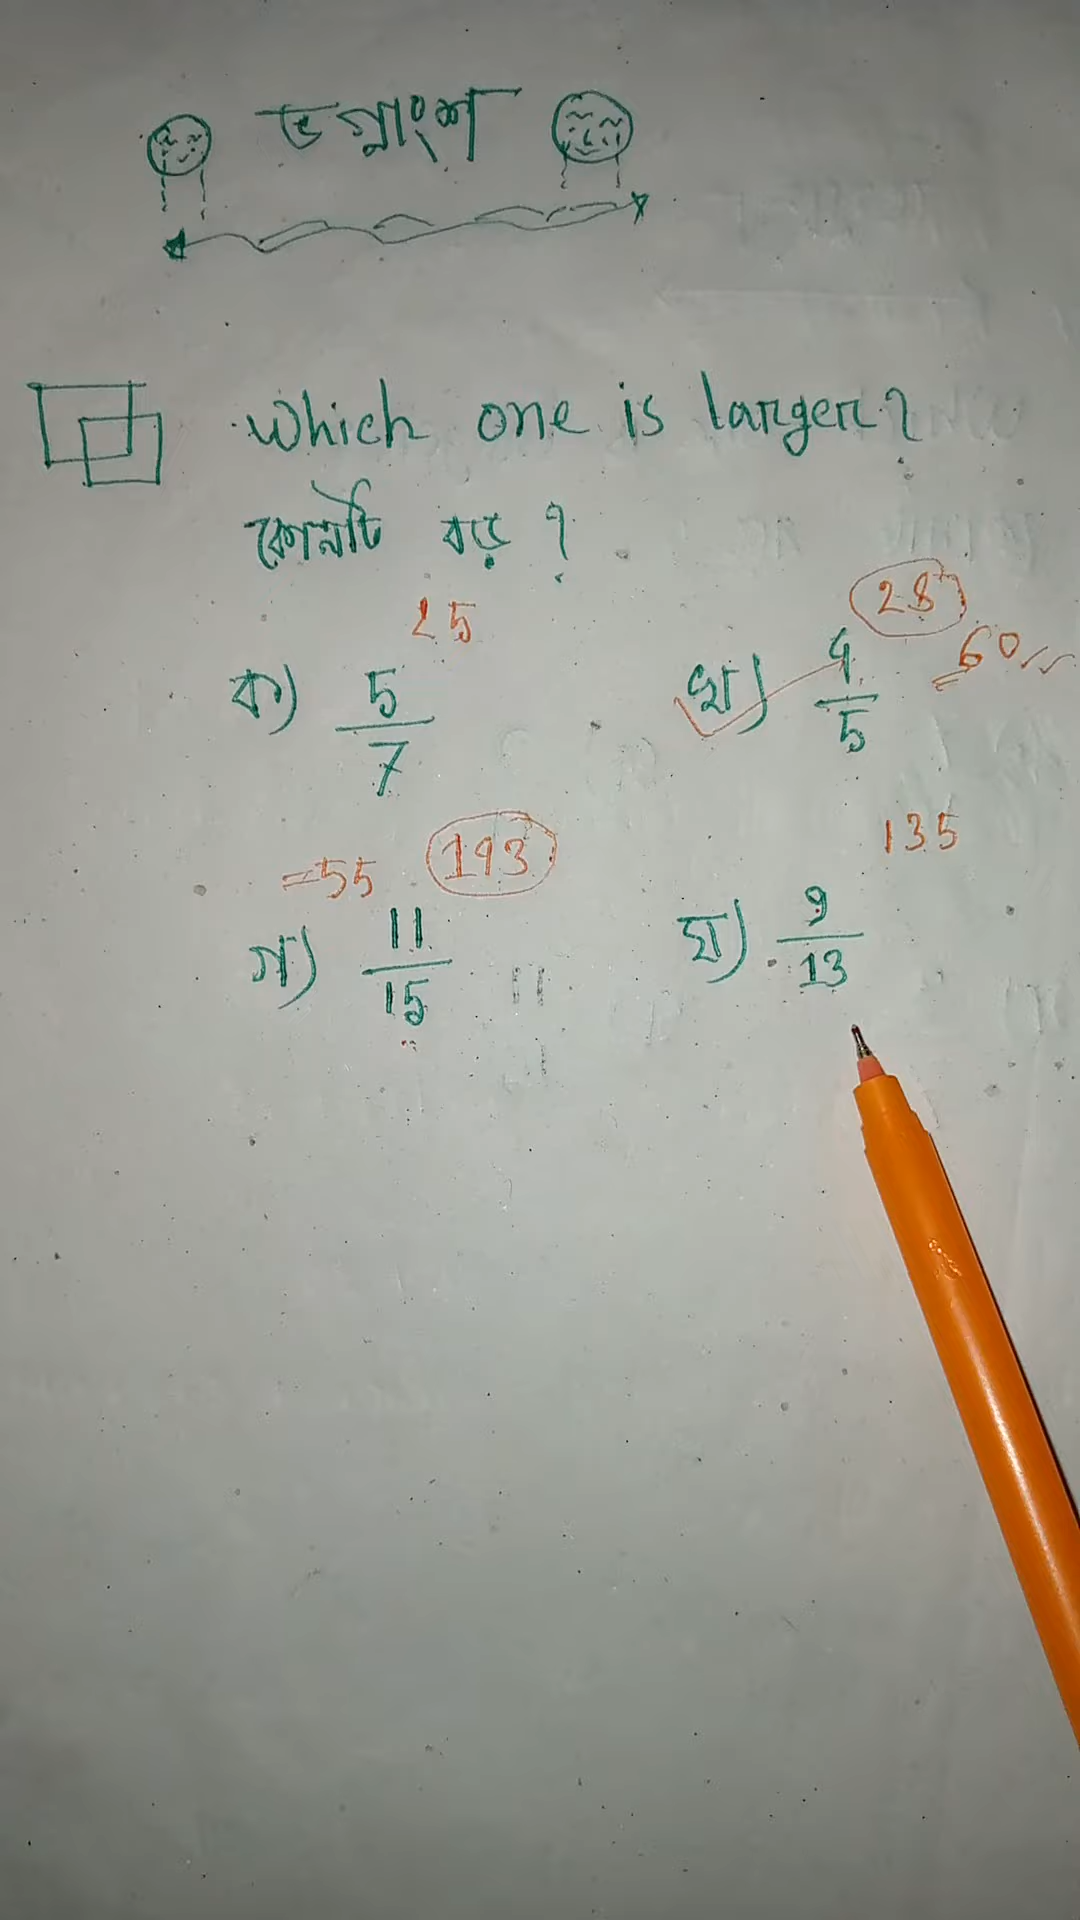 ভগ্নাংশ
Which one is larger?
কোনটি বড় ?
25
28
ক) 5/7
খ) 4/5
60
=55 143
135
গ) 11/15
ঘ) 9/13